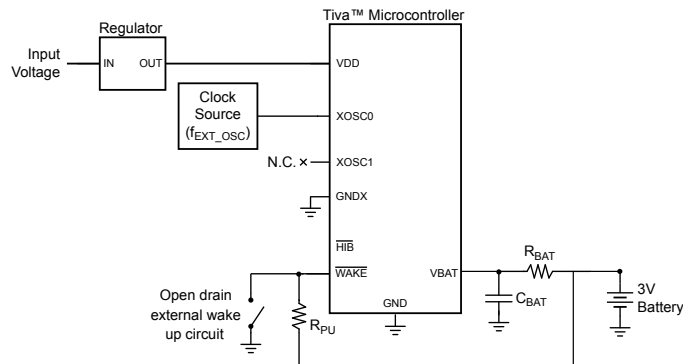 Tiva™ Microcontroller
Regulator
Input
Voltage
IN
OUT
VDD
Clock
Source
(fEXT_OSC)
XOSC0
N.C.
XOSC1
GNDX
HIB
WAKE
VBAT
RBAT
Open drain
external wake
up circuit
RPU
GND
CBAT
3V
Battery